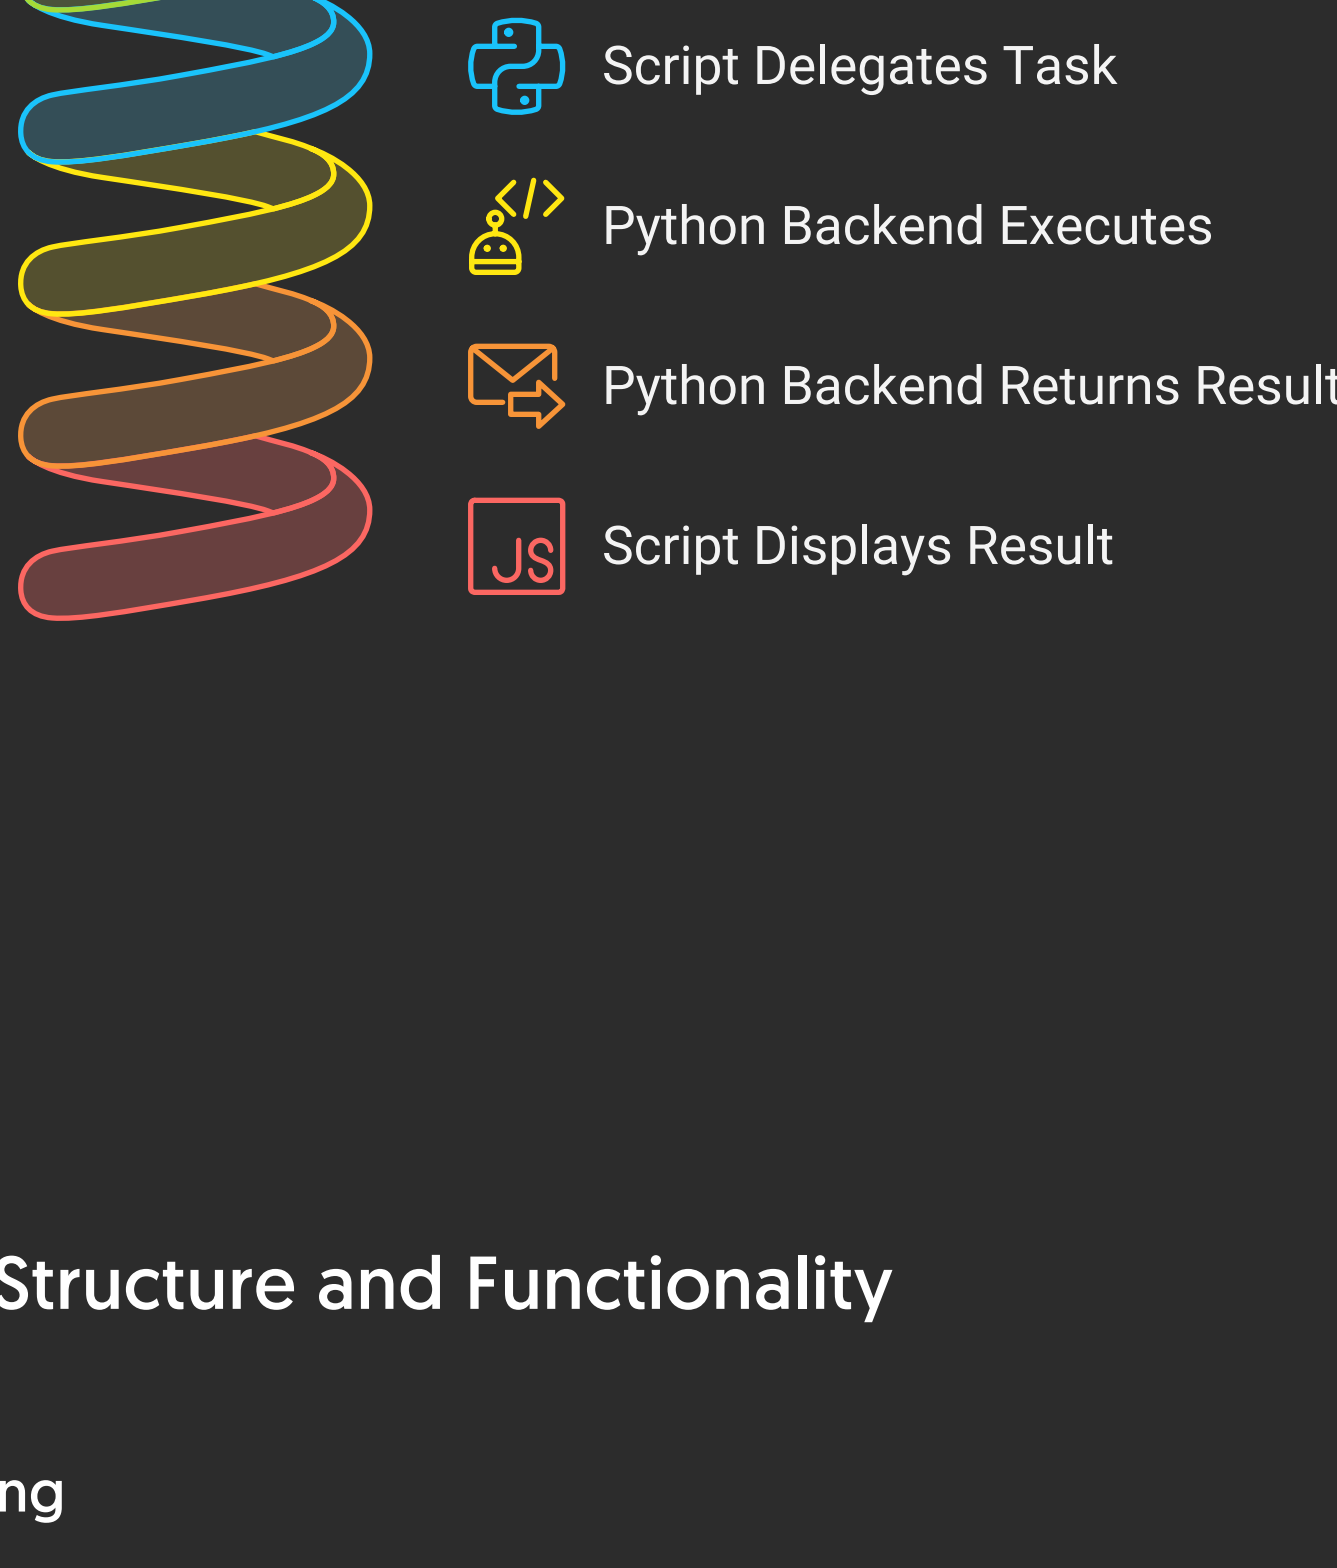 Script Delegates Task
</>
Python Backend Executes
Python Backend Returns Result
JS
Script Displays Result
Structure and Functionality
ng